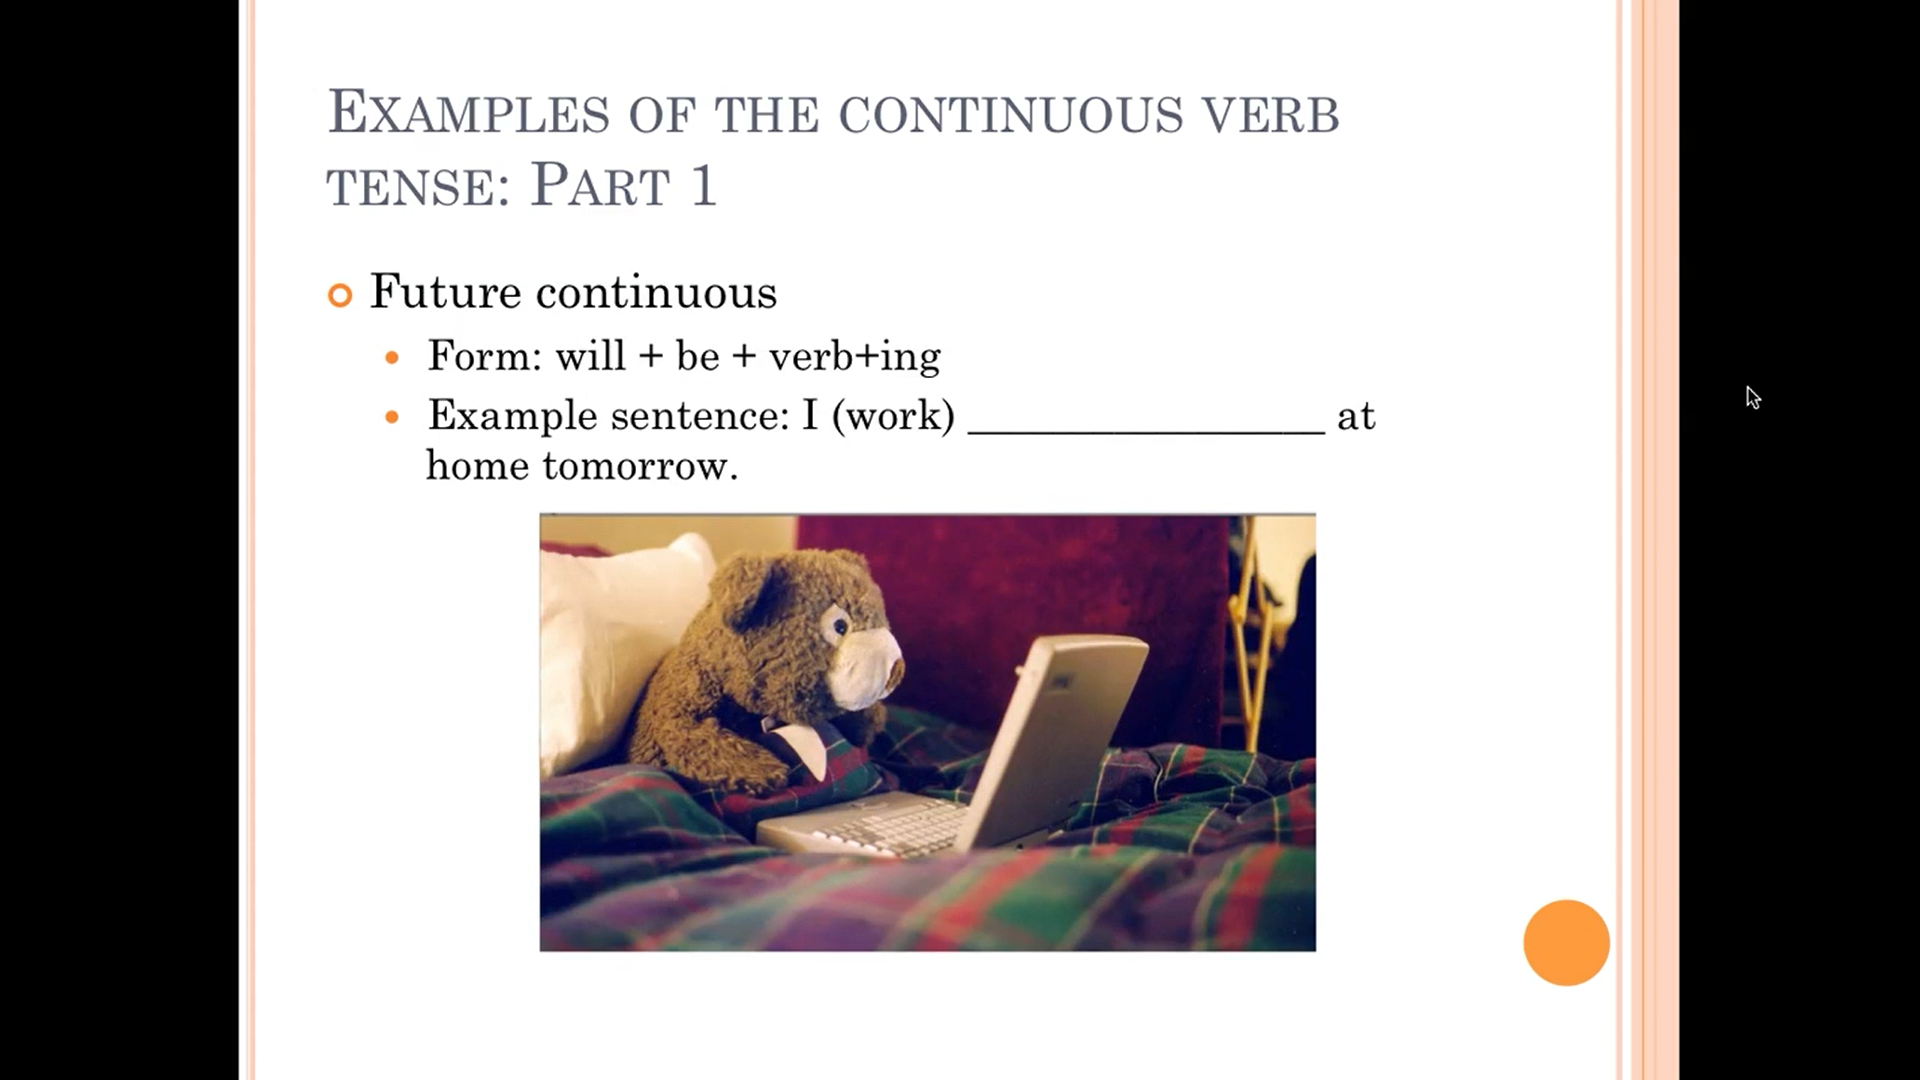 Examples of the continuous verb
tense: Part 1
Future continuous
Form: will + be + verb+ing
Example sentence: I (work) _________________ at
home tomorrow.